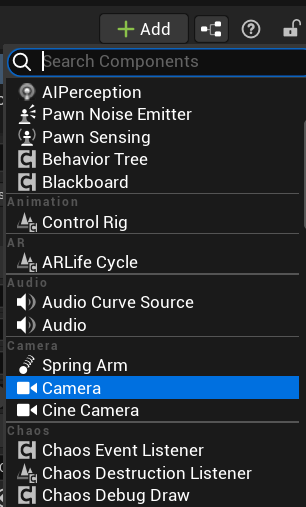 Add
Search Components
AIPerception
Pawn Noise Emitter
Pawn Sensing
Behavior Tree
Blackboard
Animation
Control Rig
AR
ARLife Cycle
Audio
Audio Curve Source
Audio
Camera
Spring Arm
Camera
Cine Camera
Chaos
Chaos Event Listener
Chaos Destruction Listener
Chaos Debug Draw